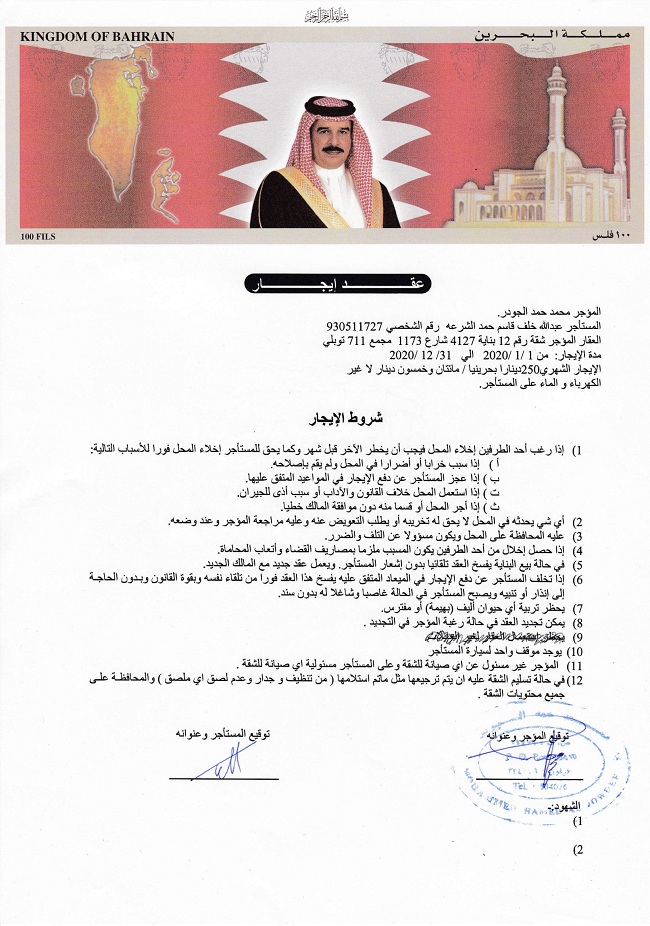 بسم الله الرحمن الرحيم
KINGDOM OF BAHRAIN
مملكة البحرين
100 FILS
١٠٠ فلس
عقد إيجار
المؤجر محمد حمد الجودر.
المستأجر عبدالله خلف قاسم حمد الشرعه رقم الشخصي 930511727
العقار المؤجر شقة رقم 12 بناية 4127 شارع 1173 مجمع 711 توبلي
مدة الإيجار: من 1/ 1/ 2020 الي 31/ 12/ 2020
الإيجار الشهري250دينارا بحرينيا / مائتان وخمسون دينار لا غير
الكهرباء و الماء على المستأجر.
شروط الإيجار
1) إذا رغب أحد الطرفين إخلاء المحل فيجب أن يخطر الآخر قبل شهر وكما يحق للمستأجر إخلاء المحل فورا للأسباب التالية:
أ ) إذا سبب خرابا أو أضرارا في المحل ولم يقم بإصلاحه.
ب ) إذا عجز المستأجر عن دفع الإيجار في المواعيد المتفق عليها.
ت ) إذا استعمل المحل خلاف القانون والآداب أو سبب أذى للجيران.
ث ) إذا أجر المحل أو قسما منه دون موافقة المالك خطيا.
2) أي شي يحدثه في المحل لا يحق له تخريبه أو يطلب التعويض عنه وعليه مراجعة المؤجر وعند وضعه.
3) عليه المحافظة على المحل ويكون مسؤولا عن التلف والضرر.
4) إذا حصل إخلال من أحد الطرفين يكون المسبب ملزما بمصاريف القضاء وأتعاب المحاماة.
5) في حالة بيع البناية يفسخ العقد تلقائيا بدون إشعار المستأجر. ويعمل عقد جديد مع المالك الجديد.
6) إذا تخلف المستأجر عن دفع الإيجار في الميعاد المتفق عليه يفسخ هذا العقد فورا من تلقاء نفسه وبقوة القانون وبدون الحاجة
إلى إنذار أو تنبيه ويصبح المستأجر في الحالة غاصبا وشاغلا له بدون سند.
7) يحظر تربية أي حيوان أليف (بهيمة) أو مفترس.
8) يمكن تجديد العقد في حالة رغبة المؤجر في التجديد .
9)
10) يوجد موقف واحد لسيارة المستأجر
11) المؤجر غير مسئول عن اي صيانة للشقة وعلى المستأجر مسئولية اي صيانة للشقة .
12) في حالة تسليم الشقة عليه ان يتم ترجيعها مثل ماتم استلامها ( من تنظيف و جدار وعدم لصق اي ملصق ) والمحافظة على
جميع محتويات الشقة .
توقيع المؤجر وعنوانه
توقيع المستأجر وعنوانه
الشهود:-
1)
2)